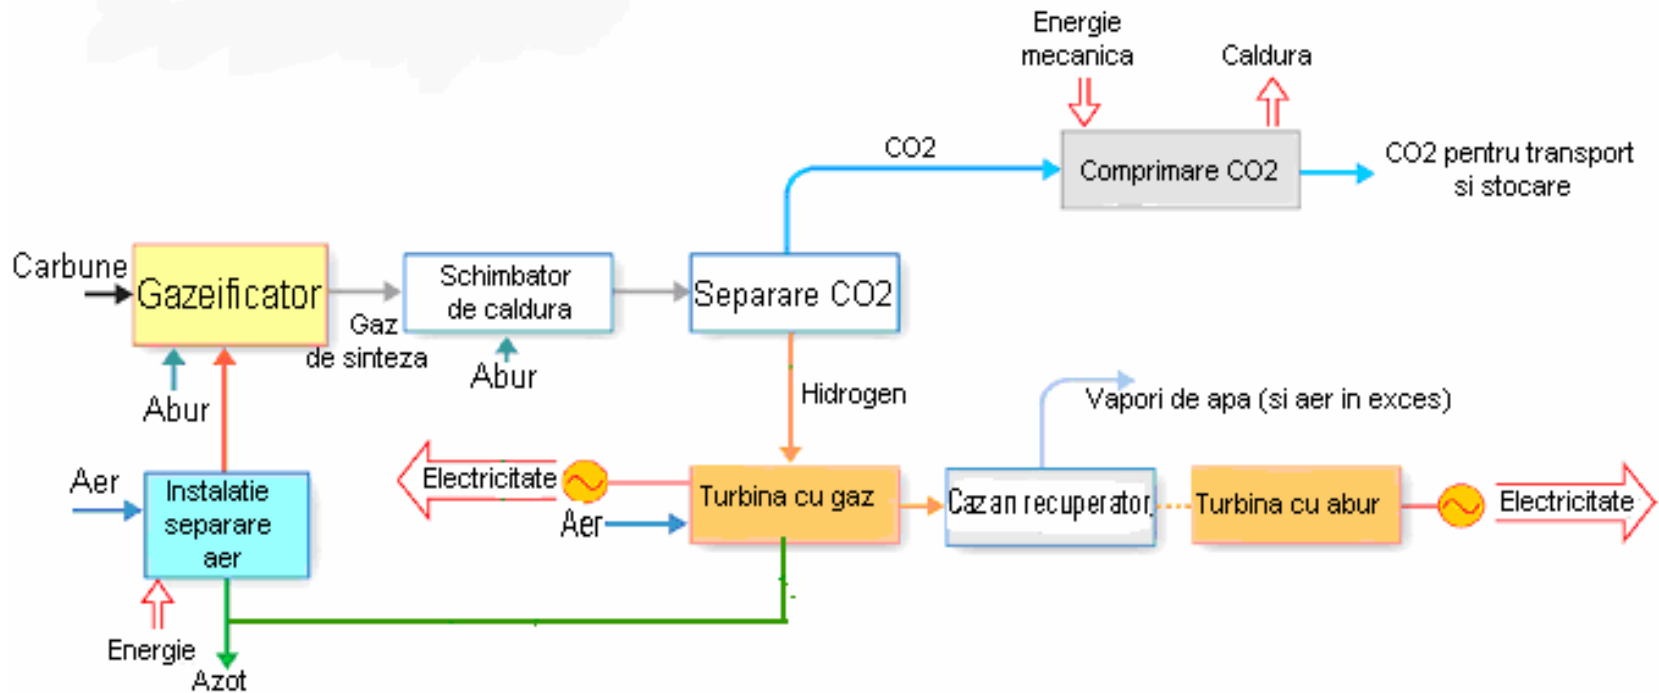 Energie
mecanica
Caldura
CO2
Comprimare CO2
CO2 pentru transport
si stocare
Carbune
Gazeificator
Schimbator
de caldura
Separare CO2
Gaz
de sinteza
Abur
Abur
Hidrogen
Vapori de apa (si aer in exces)
Aer
Instalatie
separare
aer
Electricitate
Aer
Turbina cu gaz
Cazan recuperator
Turbina cu abur
Electricitate
Energie
Azot